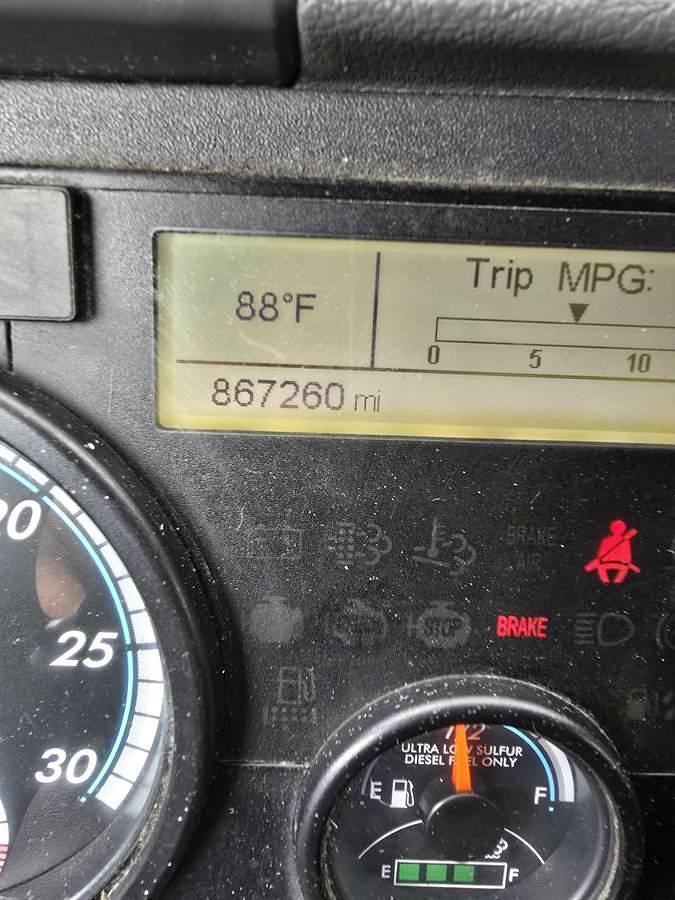 Trip MPG:
88°F
0 5 10
867260 mi
20
BRAKE
AIR
25
STOP
BRAKE
30
1/2
ULTRA LOW SULFUR
DIESEL FUEL ONLY
E F
E F